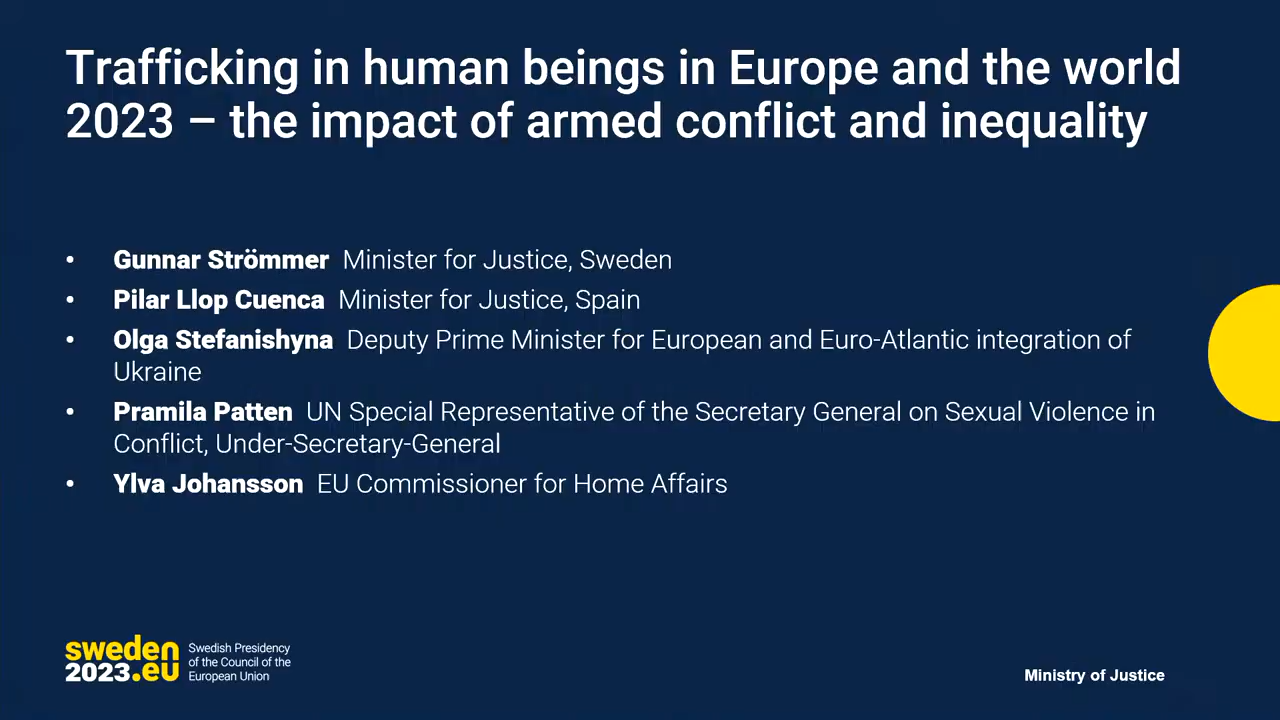 Trafficking in human beings in Europe and the world
2023 – the impact of armed conflict and inequality
• Gunnar Strömmer Minister for Justice, Sweden
• Pilar Llop Cuenca Minister for Justice, Spain
• Olga Stefanishyna Deputy Prime Minister for European and Euro-Atlantic integration of
Ukraine
• Pramila Patten UN Special Representative of the Secretary General on Sexual Violence in
Conflict, Under-Secretary-General
• Ylva Johansson EU Commissioner for Home Affairs
sweden
2023.eu
Swedish Presidency
of the Council of the
European Union
Ministry of Justice